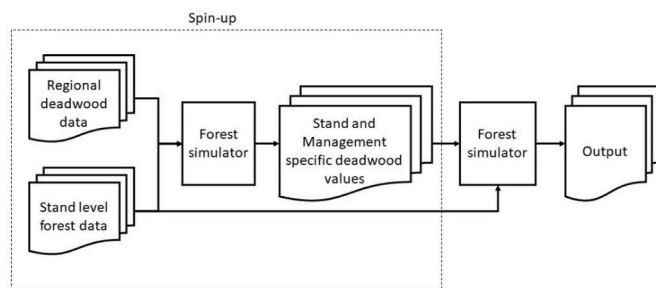 Spin-up
Regional
deadwood
data
Stand level
forest data
Forest
simulator
Stand and
Management
specific deadwood
values
Forest
simulator
Output